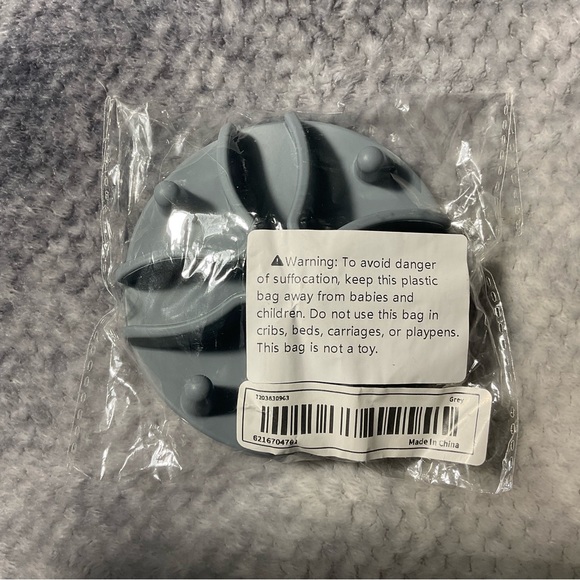 ⚠Warning: To avoid danger
of suffocation, keep this plastic
bag away from babies and
children. Do not use this bag in
cribs, beds, carriages, or playpens.
This bag is not a toy.
Grey
Made In China